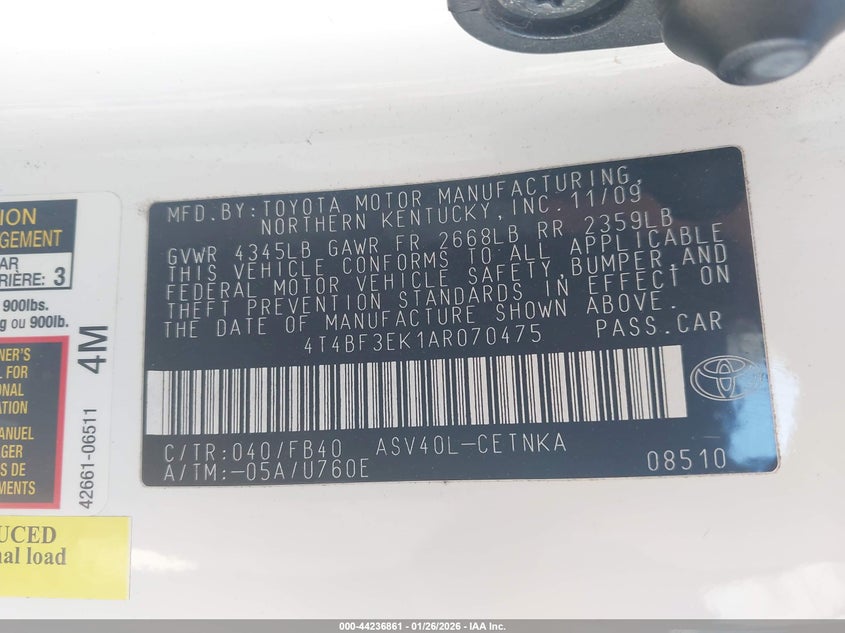 MFD. BY: TOYOTA MOTOR MANUFACTURING,
NORTHERN KENTUCKY, INC. 11/09
GVWR 4345LB GAWR FR 2668LB RR 2359LB
THIS VEHICLE CONFORMS TO ALL APPLICABLE
FEDERAL MOTOR VEHICLE SAFETY, BUMPER, AND
THEFT PREVENTION STANDARDS IN EFFECT ON
THE DATE OF MANUFACTURE SHOWN ABOVE.
4T4BF3EK1AR070475 PASS. CAR
C/TR: 040/FB40 ASV40L-CETNKA
A/TM: -05A/U760E
08510
TION
AGEMENT
AR
RIÈRE: 3
900lbs.
g ou 900lb.
4M
42661-06511
NER'S
L FOR
ONAL
ATION
ANUEL
GER
S DE
MENTS
UCED
nal load
000-44236861 | 01/26/2026 - IAA Inc.